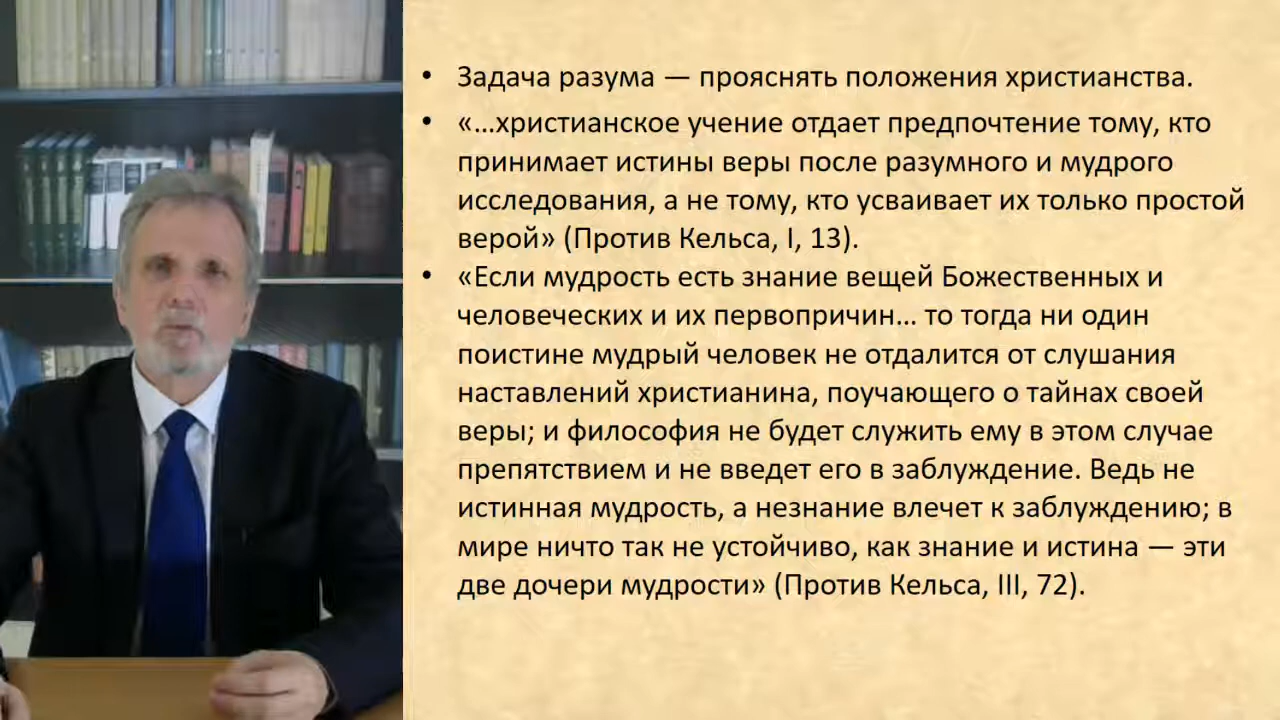 • Задача разума — прояснять положения христианства.
• «…христианское учение отдает предпочтение тому, кто
принимает истины веры после разумного и мудрого
исследования, а не тому, кто усваивает их только простой
верой» (Против Кельса, I, 13).
• «Если мудрость есть знание вещей Божественных и
человеческих и их первопричин… то тогда ни один
поистине мудрый человек не отдалится от слушания
наставлений христианина, поучающего о тайнах своей
веры; и философия не будет служить ему в этом случае
препятствием и не введет его в заблуждение. Ведь не
истинная мудрость, а незнание влечет к заблуждению; в
мире ничто так не устойчиво, как знание и истина — эти
две дочери мудрости» (Против Кельса, III, 72).